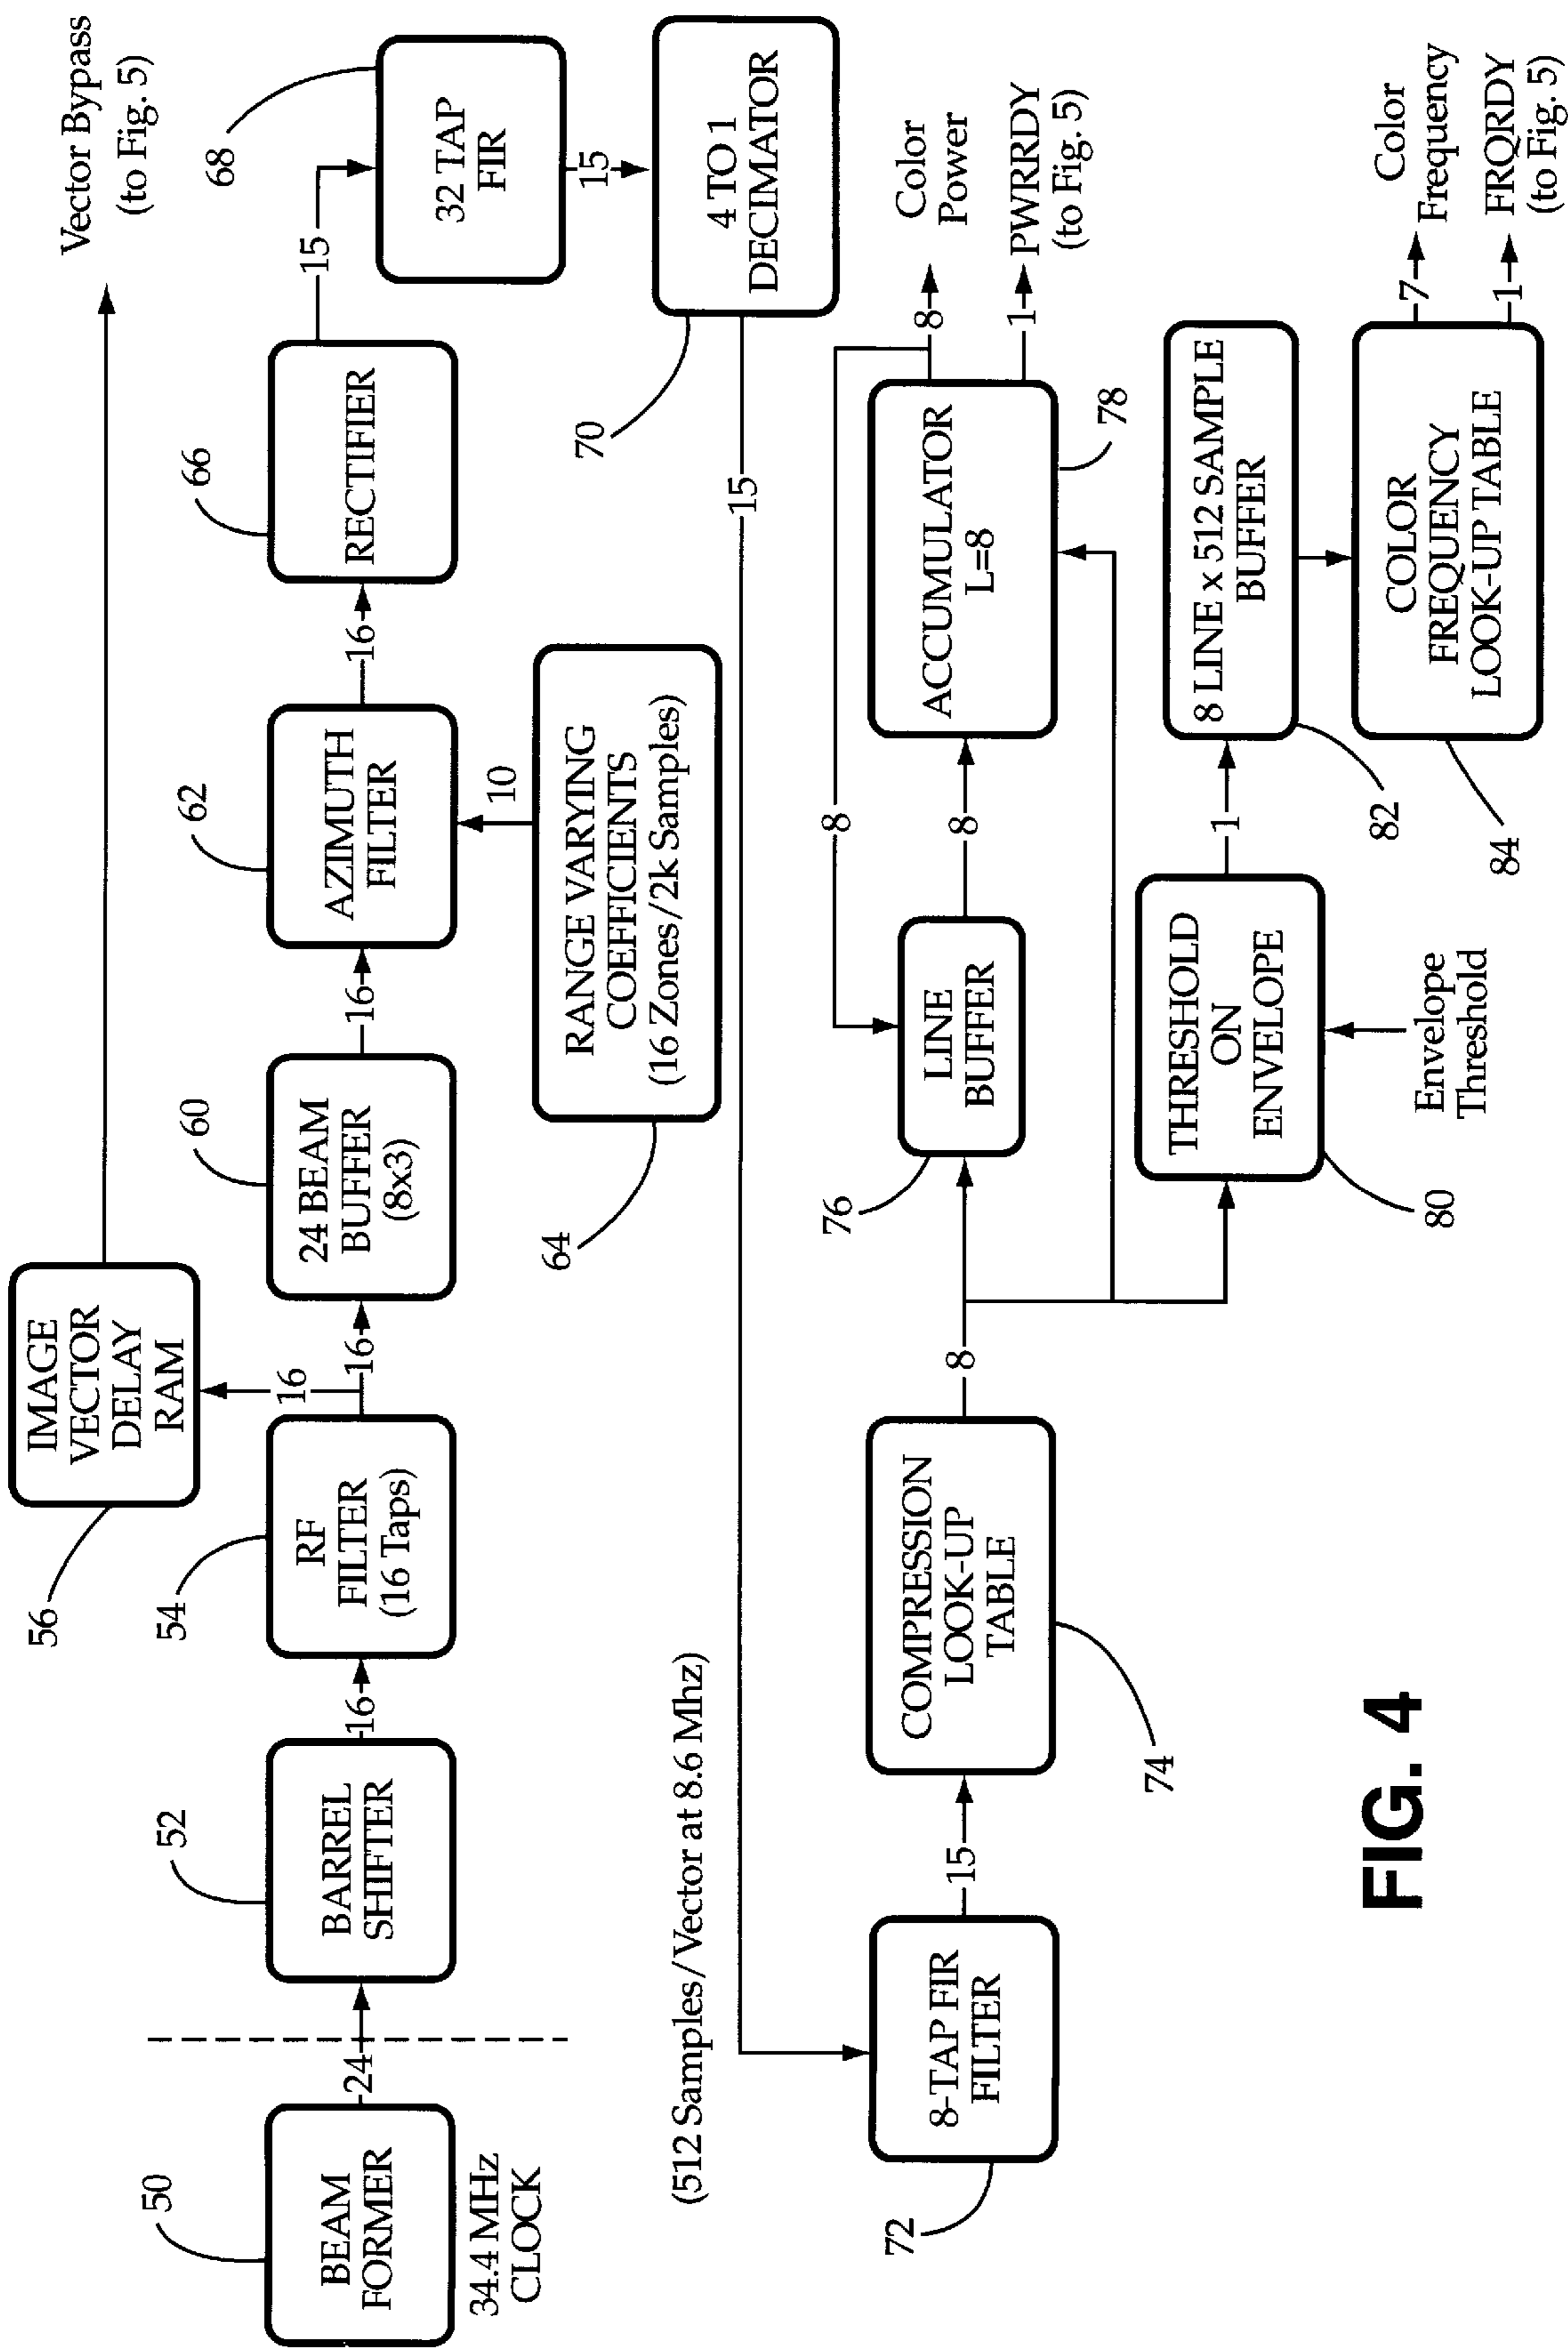 Vector Bypass
(to Fig. 5)
IMAGE
VECTOR
DELAY
RAM
56
16
50
BEAM
FORMER
34.4 MHz
CLOCK
24
52
BARREL
SHIFTER
16
54
RF
FILTER
(16 Taps)
16
60
24 BEAM
BUFFER
(8x3)
16
62
AZIMUTH
FILTER
16
66
RECTIFIER
15
68
32 TAP
FIR
15
10
RANGE VARYING
COEFFICIENTS
(16 Zones/2k Samples)
64
4 TO 1
DECIMATOR
70
15
(512 Samples/Vector at 8.6 Mhz)
72
8-TAP FIR
FILTER
15
COMPRESSION
LOOK-UP
TABLE
74
8
76
LINE
BUFFER
8
8
ACCUMULATOR
L=8
78
8
Color
Power
1
PWRRDY
(to Fig. 5)
THRESHOLD
ON
ENVELOPE
80
Envelope
Threshold
1
8 LINE x 512 SAMPLE
BUFFER
82
COLOR
FREQUENCY
LOOK-UP TABLE
84
7
Color
Frequency
1
FRQRDY
(to Fig. 5)
FIG. 4